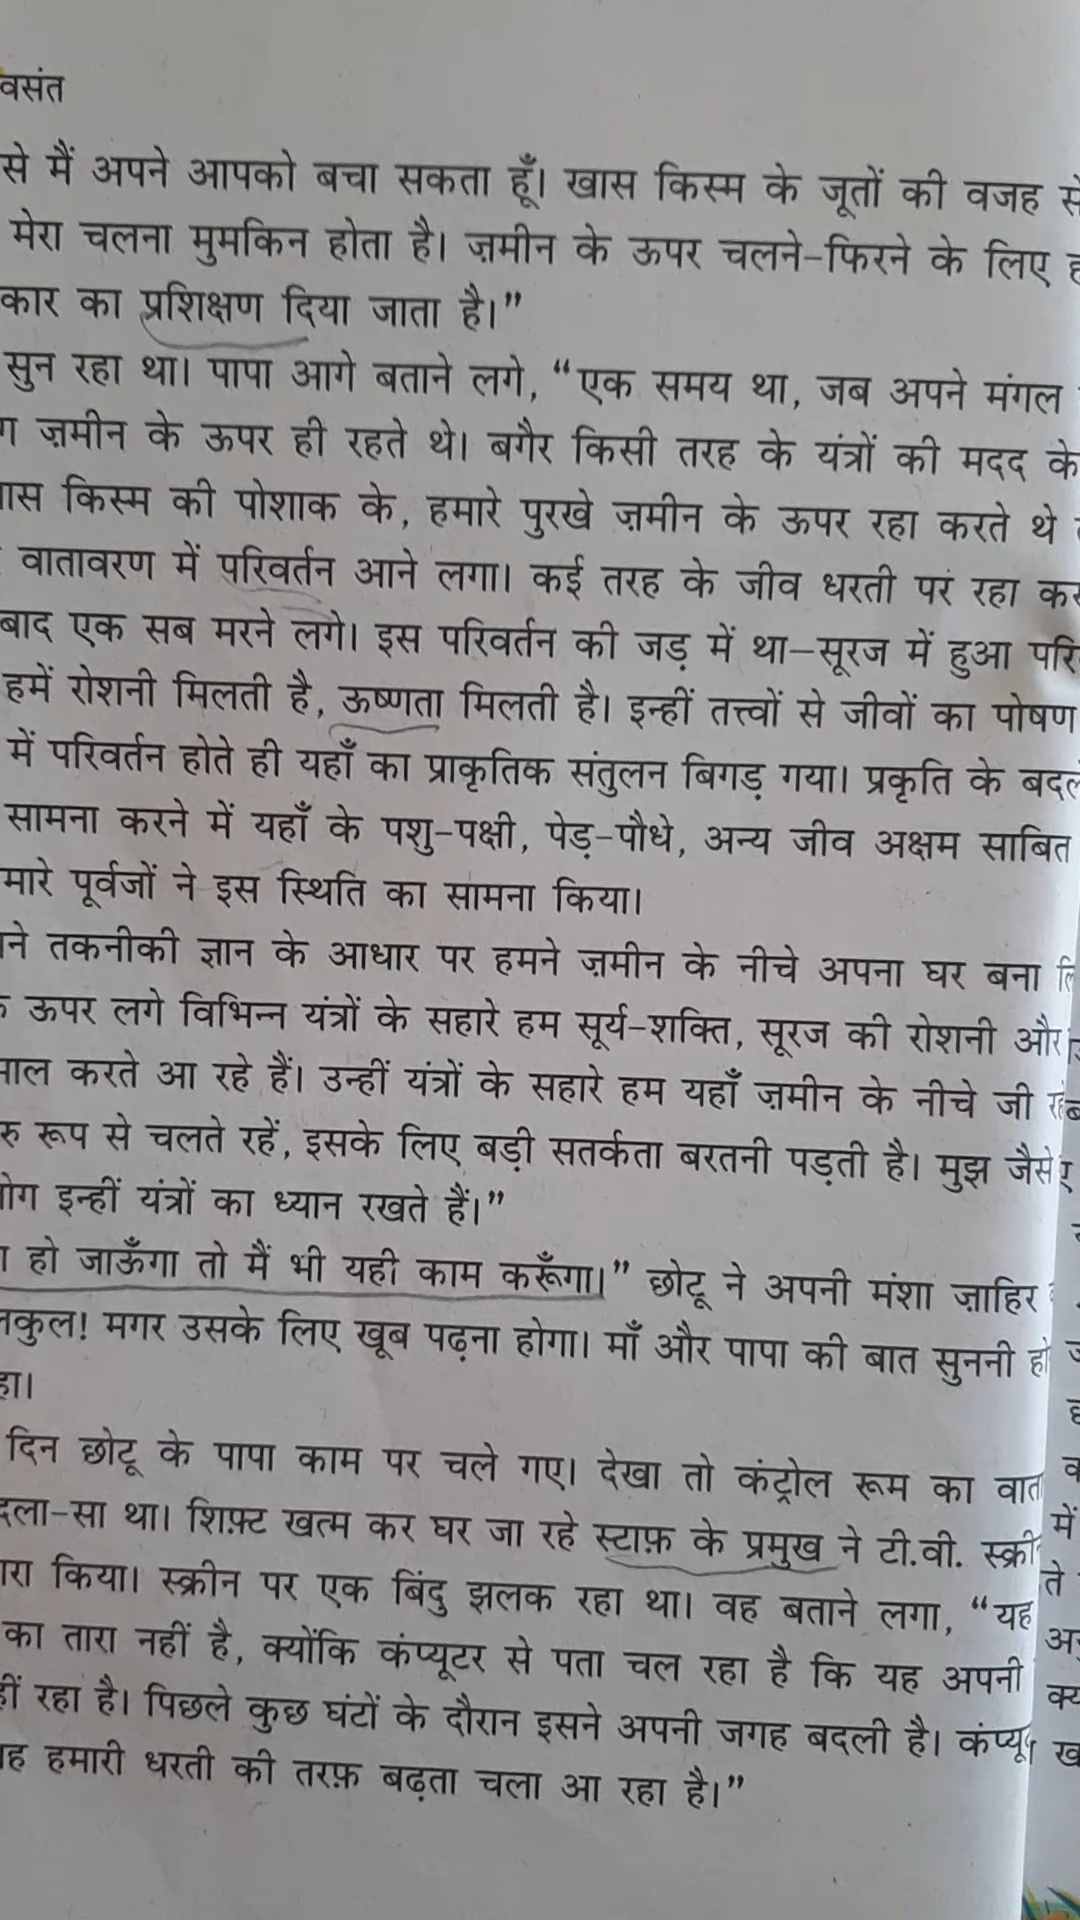 वसंत
से मैं अपने आपको बचा सकता हूँ। खास किस्म के जूतों की वजह से
मेरा चलना मुमकिन होता है। ज़मीन के ऊपर चलने-फिरने के लिए
कार का प्रशिक्षण दिया जाता है।”
सुन रहा था। पापा आगे बताने लगे, “एक समय था, जब अपने मंगल
ज़मीन के ऊपर ही रहते थे। बगैर किसी तरह के यंत्रों की मदद के
किस्म की पोशाक के, हमारे पुरखे ज़मीन के ऊपर रहा करते थे
वातावरण में परिवर्तन आने लगा। कई तरह के जीव धरती पर रहा
बाद एक सब मरने लगे। इस परिवर्तन की जड़ में था–सूरज में हुआ
हमें रोशनी मिलती है, ऊष्णता मिलती है। इन्हीं तत्त्वों से जीवों का पोषण
में परिवर्तन होते ही यहाँ का प्राकृतिक संतुलन बिगड़ गया। प्रकृति के
सामना करने में यहाँ के पशु-पक्षी, पेड़-पौधे, अन्य जीव अक्षम साबित
मारे पूर्वजों ने इस स्थिति का सामना किया।
तकनीकी ज्ञान के आधार पर हमने ज़मीन के नीचे अपना घर बना
ऊपर लगे विभिन्न यंत्रों के सहारे हम सूर्य-शक्ति, सूरज की रोशनी और
माल करते आ रहे हैं। उन्हीं यंत्रों के सहारे हम यहाँ ज़मीन के नीचे जी
रु रूप से चलते रहें, इसके लिए बड़ी सतर्कता बरतनी पड़ती है। मुझ जैसे
इन्हीं यंत्रों का ध्यान रखते हैं।”
हो जाऊँगा तो मैं भी यही काम करूँगा।” छोटू ने अपनी मंशा ज़ाहिर
कुल! मगर उसके लिए खूब पढ़ना होगा। माँ और पापा की बात सुननी
हा।
दिन छोटू के पापा काम पर चले गए। देखा तो कंट्रोल रूम का
दला-सा था। शिफ़्ट खत्म कर घर जा रहे स्टाफ़ के प्रमुख ने टी.वी.
किया। स्क्रीन पर एक बिंदु झलक रहा था। वह बताने लगा, “यह
का तारा नहीं है, क्योंकि कंप्यूटर से पता चल रहा है कि यह अपनी
रहा है। पिछले कुछ घंटों के दौरान इसने अपनी जगह बदली है।
हमारी धरती की तरफ़ बढ़ता चला आ रहा है।”
में
ते